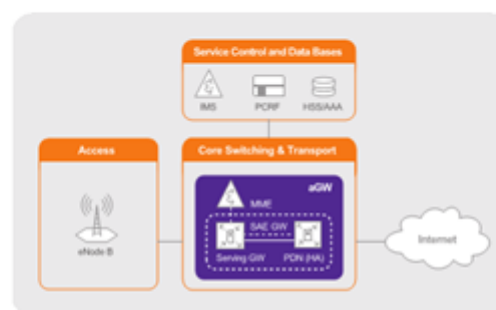 Service Control and Data Bases
IMS
PCRF
HSS/AAA
Access
Core Switching & Transport
aGW
MME
SAE GW
eNode B
Serving GW
PDN (HA)
Internet